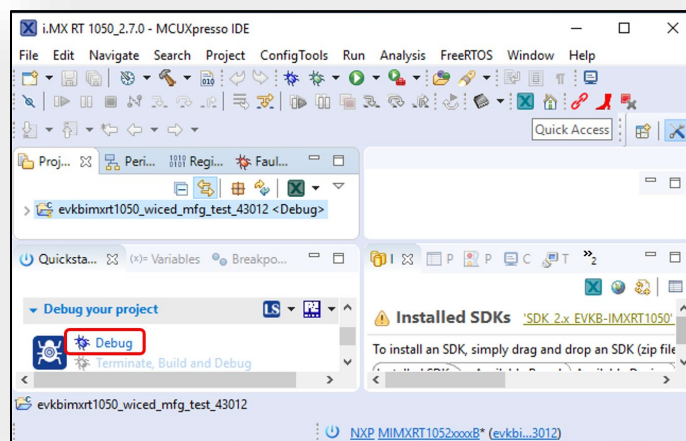 i.MX RT 1050_2.7.0 - MCUXpresso IDE
File Edit Navigate Search Project ConfigTools Run Analysis FreeRTOS Window Help
Quick Access
Proj... Peri... Regi... Faul...
evkbimxrt1050_wiced_mfg_test_43012 <Debug>
Quicksta... (x)= Variables Breakpo... I P P C T »2
Debug your project LS
Installed SDKs 'SDK_2.x_EVKB-IMXRT1050'
Debug
To install an SDK, simply drag and drop an SDK (zip file
Terminate, Build and Debug
evkbimxrt1050_wiced_mfg_test_43012
NXP MIMXRT1052xxxxB* (evkbi...3012)